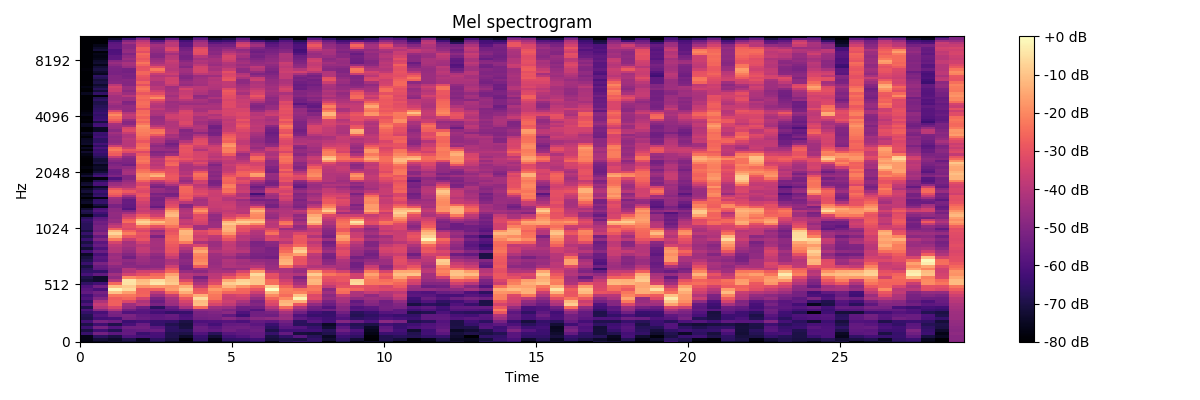 Mel spectrogram
8192
4096
2048
1024
512
0
Hz
0 5 10 15 20 25
Time
+0 dB
-10 dB
-20 dB
-30 dB
-40 dB
-50 dB
-60 dB
-70 dB
-80 dB